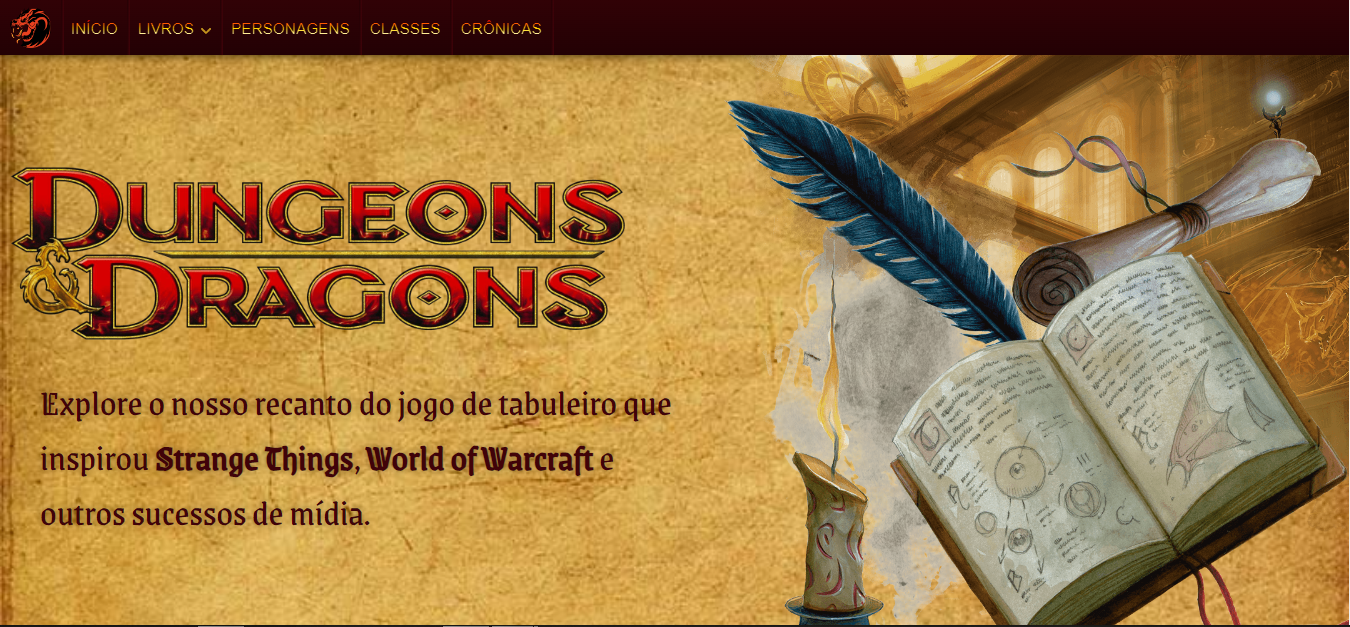 INÍCIO LIVROS PERSONAGENS CLASSES CRÔNICAS
DUNGEONS
& DRAGONS
Explore o nosso recanto do jogo de tabuleiro que
inspirou Strange Things, World of Warcraft e
outros sucessos de mídia.